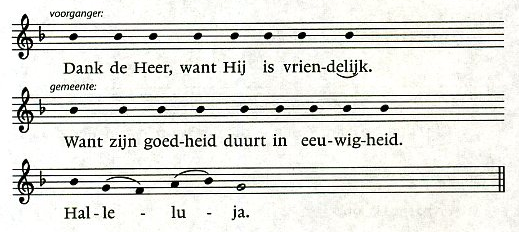 voorganger:
Dank de Heer, want Hij is vrien-delijk.
gemeente:
Want zijn goed-heid duurt in eeu-wig-heid.
Hal-le - lu - ja.